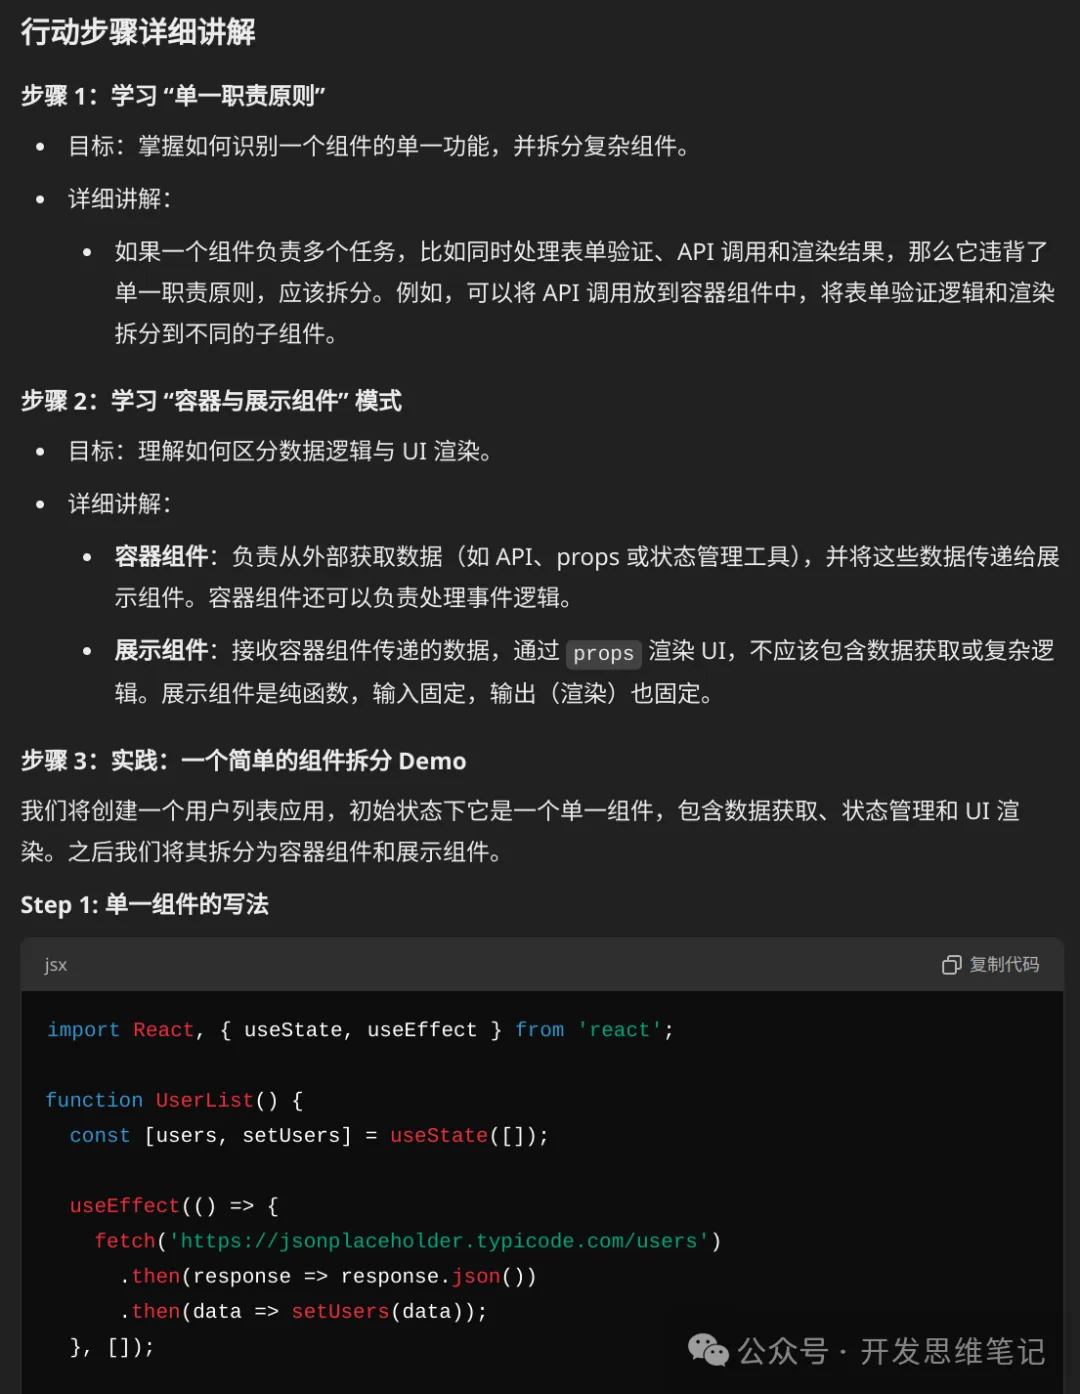 行动步骤详细讲解
步骤 1：学习 “单一职责原则”
目标：掌握如何识别一个组件的单一功能，并拆分复杂组件。
详细讲解：
如果一个组件负责多个任务，比如同时处理表单验证、API 调用和渲染结果，那么它违背了
单一职责原则，应该拆分。例如，可以将 API 调用放到容器组件中，将表单验证逻辑和渲染
拆分到不同的子组件。
步骤 2：学习 “容器与展示组件” 模式
目标：理解如何区分数据逻辑与 UI 渲染。
详细讲解：
容器组件：负责从外部获取数据（如 API、props 或状态管理工具），并将这些数据传递给展
示组件。容器组件还可以负责处理事件逻辑。
展示组件：接收容器组件传递的数据，通过 props 渲染 UI，不应该包含数据获取或复杂逻
辑。展示组件是纯函数，输入固定，输出（渲染）也固定。
步骤 3：实践：一个简单的组件拆分 Demo
我们将创建一个用户列表应用，初始状态下它是一个单一组件，包含数据获取、状态管理和 UI 渲
染。之后我们将其拆分为容器组件和展示组件。
Step 1: 单一组件的写法
jsx 复制代码
import React, { useState, useEffect } from 'react';
function UserList() {
const [users, setUsers] = useState([]);
useEffect(() => {
fetch('https://jsonplaceholder.typicode.com/users')
.then(response => response.json())
.then(data => setUsers(data));
}, []);
公众号 · 开发思维笔记